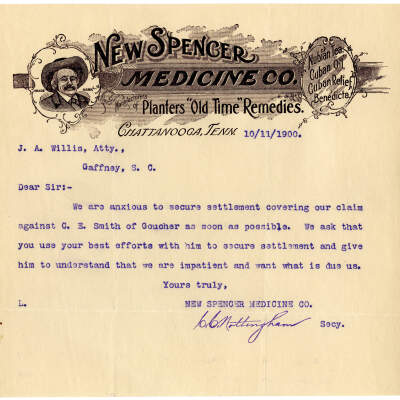 New Spencer
Medicine Co.
Planters "Old Time" Remedies.
Nubian Tea
Cuban Oil
Cuban Relief
Benedicta
Chattanooga, Tenn. 10/11/1900.
J. A. Willis, Atty.,
Gaffney, S. C.
Dear Sir:-
We are anxious to secure settlement covering our claim
against C. E. Smith of Goucher as soon as possible. We ask that
you use your best efforts with him to secure settlement and give
him to understand that we are impatient and want what is due us.
Yours truly,
L. NEW SPENCER MEDICINE CO.
C C Nottingham Secy.